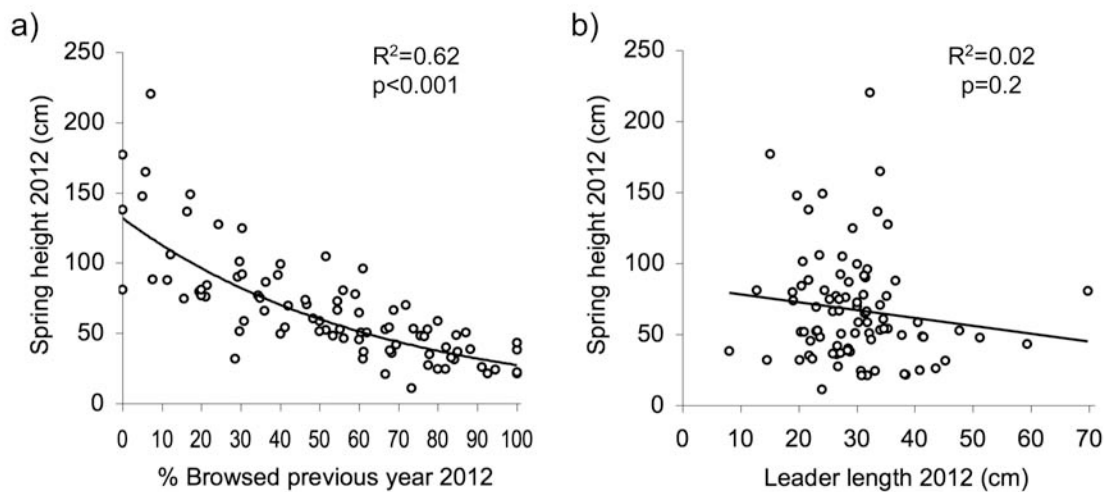 a)
R²=0.62
p<0.001
Spring height 2012 (cm)
250
200
150
100
50
0
0 10 20 30 40 50 60 70 80 90 100
% Browsed previous year 2012
b)
R²=0.02
p=0.2
Spring height 2012 (cm)
250
200
150
100
50
0
0 10 20 30 40 50 60 70
Leader length 2012 (cm)